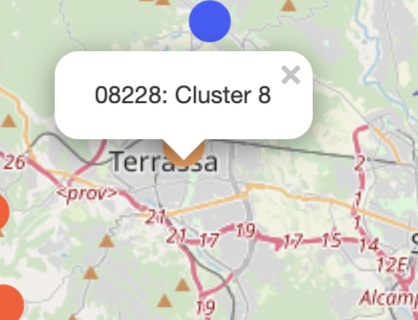 ×
08228: Cluster 8
Terrassa
26
<prov>
21
21
17
19
17
15
14
2
1
1
12E
19
Alcamp
S